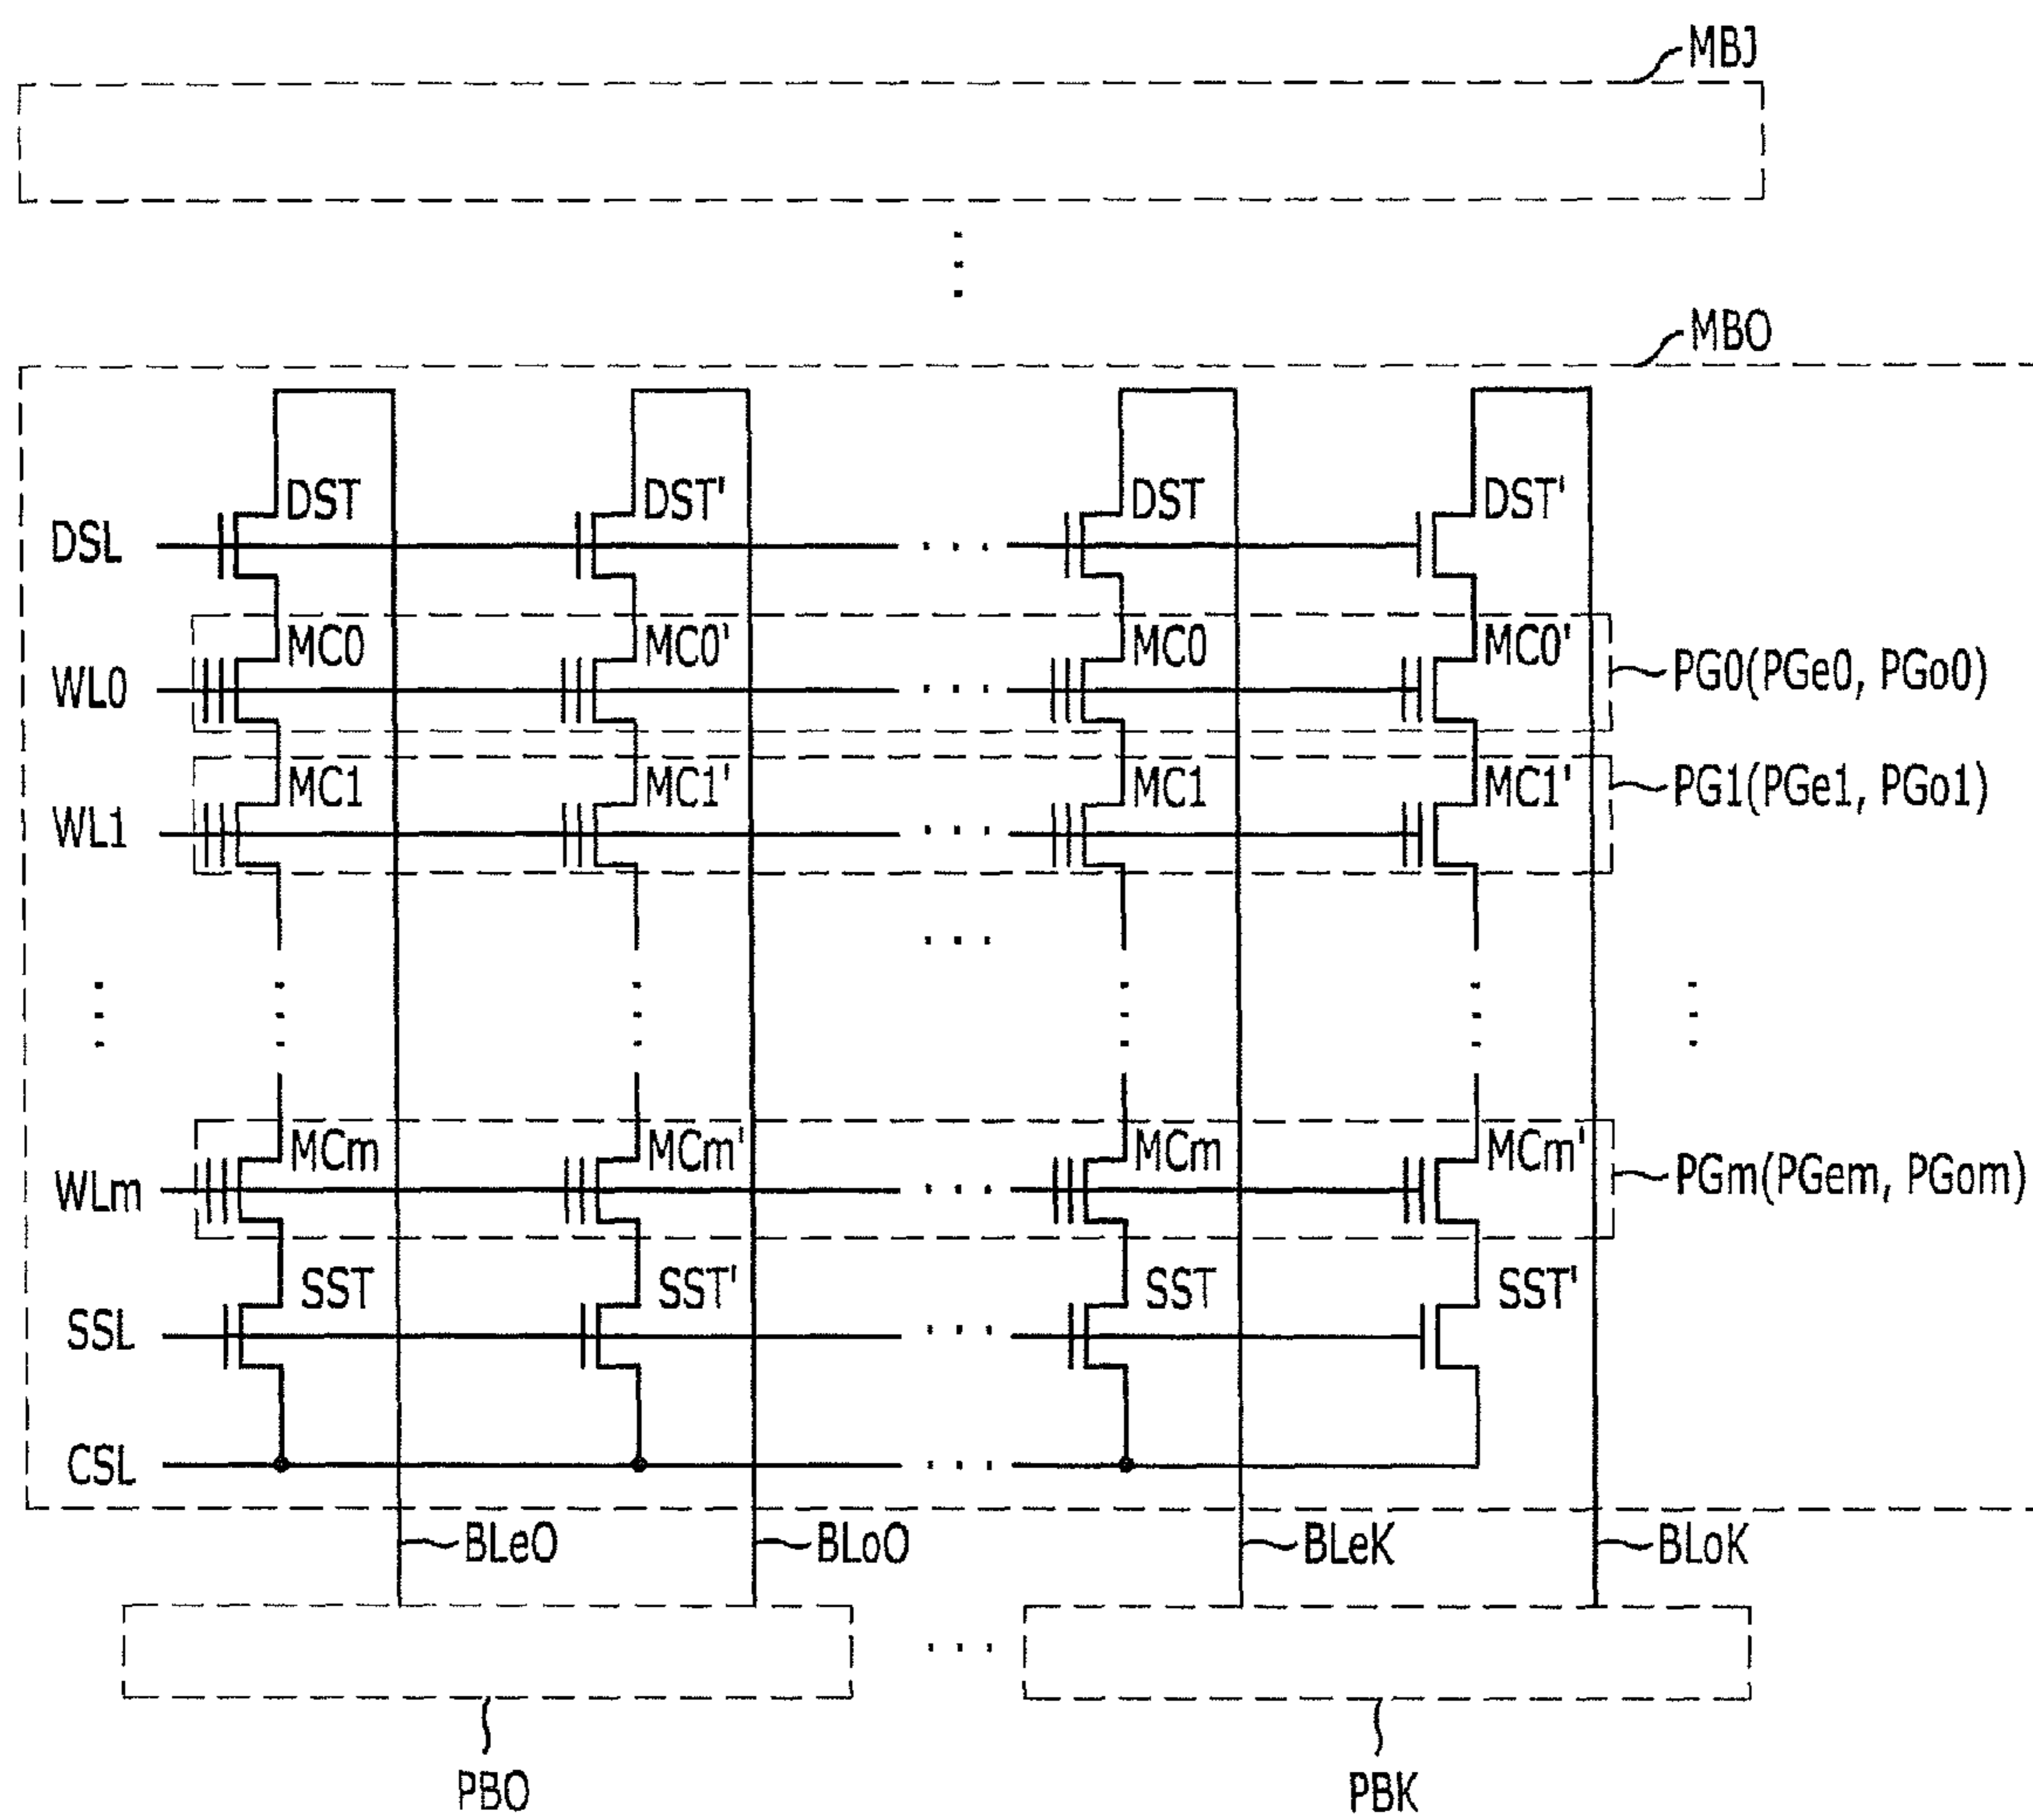 MBJ
MB0
DST DST' DST DST'
DSL
MC0 MC0' MC0 MC0'
WL0 PG0(PGe0, PGo0)
MC1 MC1' MC1 MC1' PG1(PGe1, PGo1)
WL1
MCm MCm' MCm MCm'
WLm PGm(PGem, PGom)
SST SST' SST SST'
SSL
CSL
BLe0 BLo0 BLeK BLoK
PB0 PBK